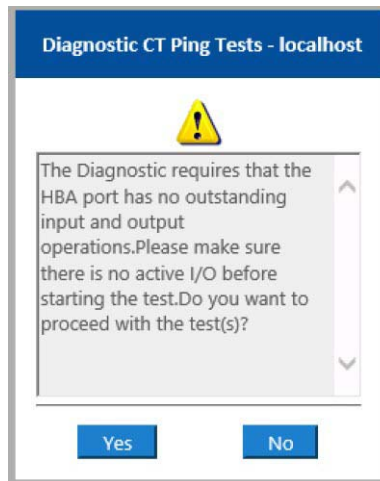 Diagnostic CT Ping Tests - localhost
The Diagnostic requires that the
HBA port has no outstanding
input and output
operations.Please make sure
there is no active I/O before
starting the test.Do you want to
proceed with the test(s)?
Yes
No